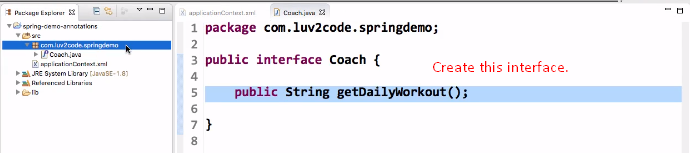 Package Explorer
spring-demo-annotations
src
com.luv2code.springdemo
Coach.java
applicationContext.xml
JRE System Library [JavaSE-1.8]
Referenced Libraries
lib
applicationContext.xml
Coach.java
1 package com.luv2code.springdemo;
2
3 public interface Coach {
4
Create this interface.
5 public String getDailyWorkout();
6
7 }
8